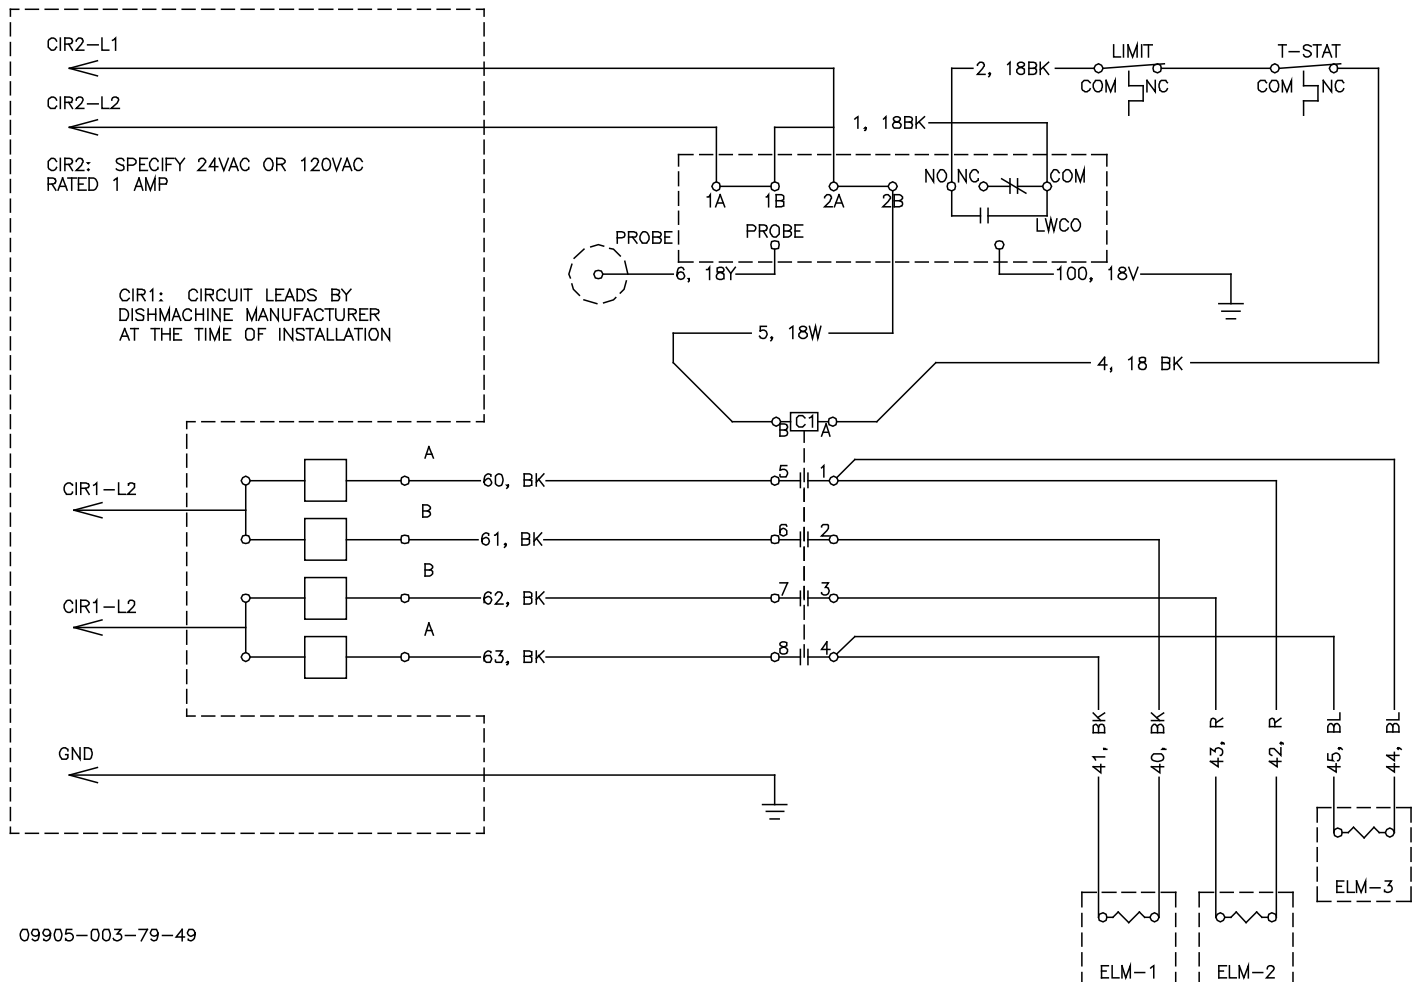 CIR2-L1
LIMIT
T-STAT
2, 18BK
COM
NC
COM
NC
CIR2-L2
1, 18BK
CIR2: SPECIFY 24VAC OR 120VAC
RATED 1 AMP
NO NC
COM
1A
1B
2A
2B
LWCO
PROBE
PROBE
6, 18Y
100, 18V
CIR1: CIRCUIT LEADS BY
DISHMACHINE MANUFACTURER
AT THE TIME OF INSTALLATION
5, 18W
4, 18 BK
C1
B
A
A
60, BK
5
1
CIR1-L2
B
61, BK
6
2
B
62, BK
7
3
CIR1-L2
A
63, BK
8
4
41, BK
40, BK
43, R
42, R
45, BL
44, BL
GND
ELM-3
09905-003-79-49
ELM-1
ELM-2